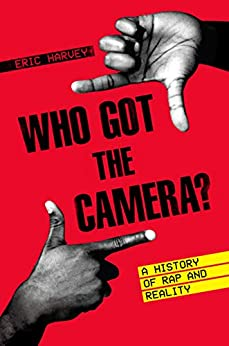 ERIC HARVEY
WHO GOT
THE
CAMERA?
A HISTORY
OF RAP AND
REALITY